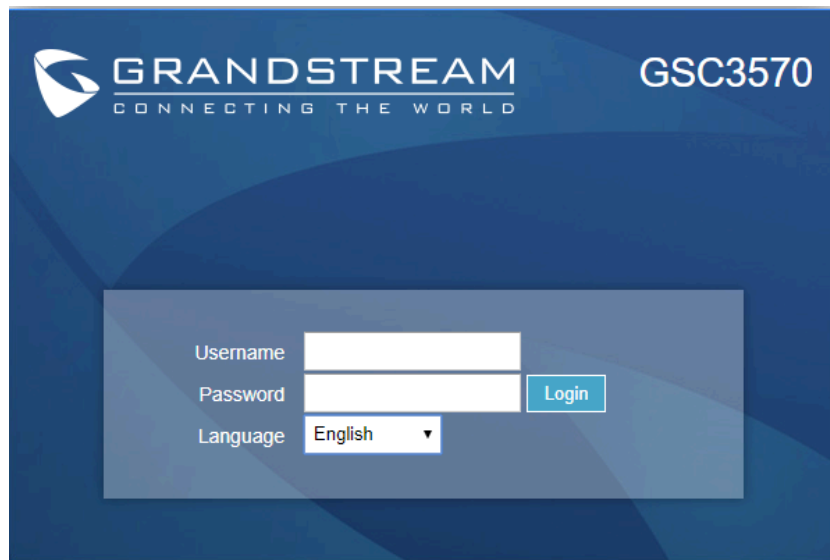 GRANDSTREAM
CONNECTING THE WORLD
GSC3570
Username
Password
Login
Language
English